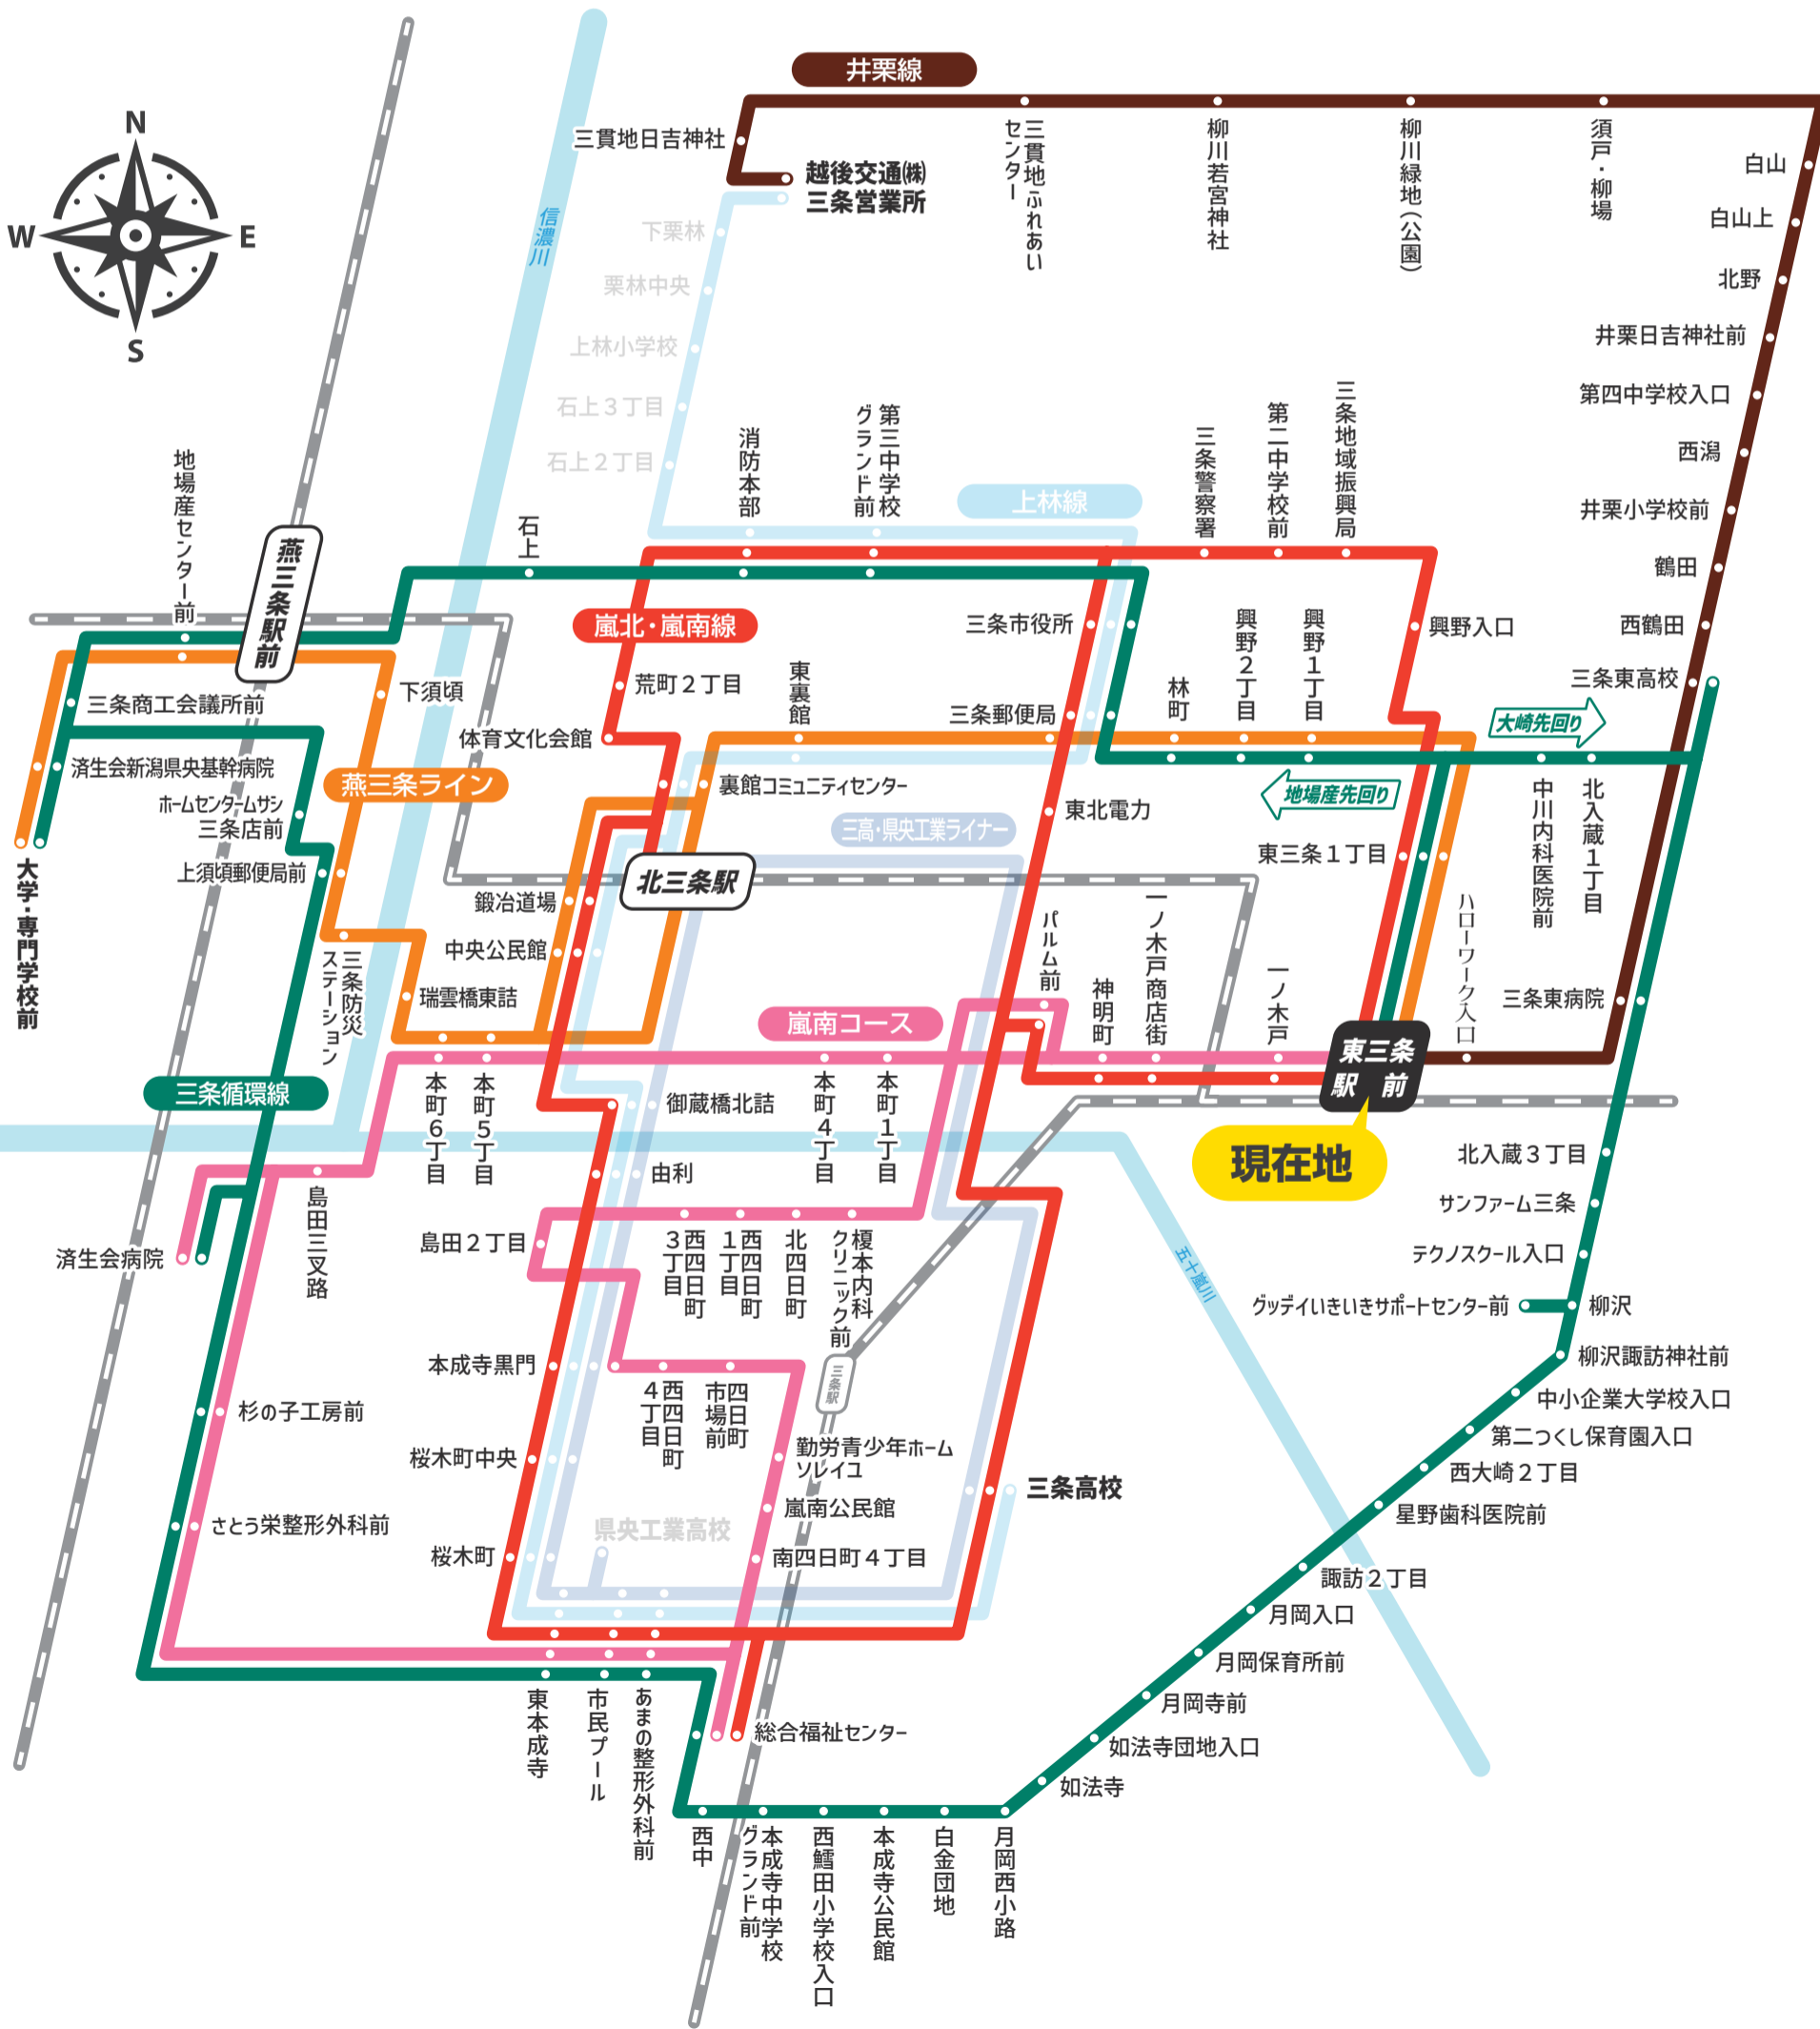 井栗線
N
W
E
S
三貫地日吉神社
越後交通㈱
三条営業所
三貫地ふれあい
センター
柳川若宮神社
柳川緑地（公園）
須戸・柳場
白山
白山上
北野
井栗日吉神社前
第四中学校入口
西潟
井栗小学校前
鶴田
西鶴田
三条東高校
信濃川
下栗林
栗林中央
上林小学校
石上３丁目
石上２丁目
地場産センター前
燕三条駅前
石上
消防本部
第三中学校
グランド前
上林線
三条警察署
第二中学校前
三条地域振興局
嵐北・嵐南線
三条市役所
興野２丁目
興野１丁目
興野入口
荒町２丁目
東裏館
林町
三条商工会議所前
下須頃
体育文化会館
三条郵便局
大崎先回り
済生会新潟県央基幹病院
燕三条ライン
裏館コミュニティセンター
地場産先回り
ホームセンタームサシ
三条店前
東北電力
中川内科医院前
北入蔵１丁目
三高・県央工業ライナー
上須頃郵便局前
東三条１丁目
大学・専門学校前
北三条駅
鍛冶道場
パルム前
一ノ木戸商店街
ハローワーク入口
中央公民館
三条防災
ステーション
瑞雲橋東詰
神明町
一ノ木戸
三条東病院
嵐南コース
東三条
駅　前
三条循環線
本町６丁目
本町５丁目
御蔵橋北詰
本町４丁目
本町１丁目
現在地
北入蔵３丁目
由利
サンファーム三条
島田三叉路
済生会病院
島田２丁目
西四日町
３丁目
西四日町
１丁目
北四日町
榎本内科
クリニック前
五十嵐川
テクノスクール入口
グッデイいきいきサポートセンター前
柳沢
本成寺黒門
三条駅
柳沢諏訪神社前
中小企業大学校入口
杉の子工房前
西四日町
４丁目
四日町
市場前
第二つくし保育園入口
桜木町中央
勤労青少年ホーム
ソレイユ
西大崎２丁目
三条高校
嵐南公民館
星野歯科医院前
さとう栄整形外科前
県央工業高校
桜木町
南四日町４丁目
諏訪２丁目
月岡入口
月岡保育所前
月岡寺前
東本成寺
市民プール
あまの整形外科前
総合福祉センター
如法寺団地入口
如法寺
西中
本成寺中学校
グランド前
西鱈田小学校入口
本成寺公民館
白金団地
月岡西小路